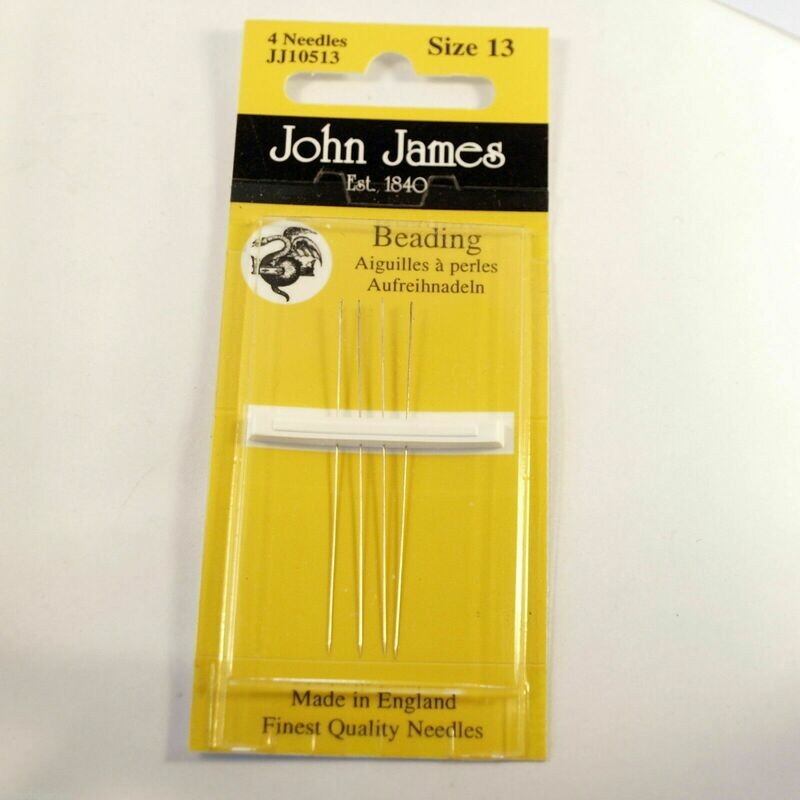 4 Needles
JJ10513
Size 13
John James
Est. 1840
Beading
Aiguilles à perles
Aufreihnadeln
Made in England
Finest Quality Needles